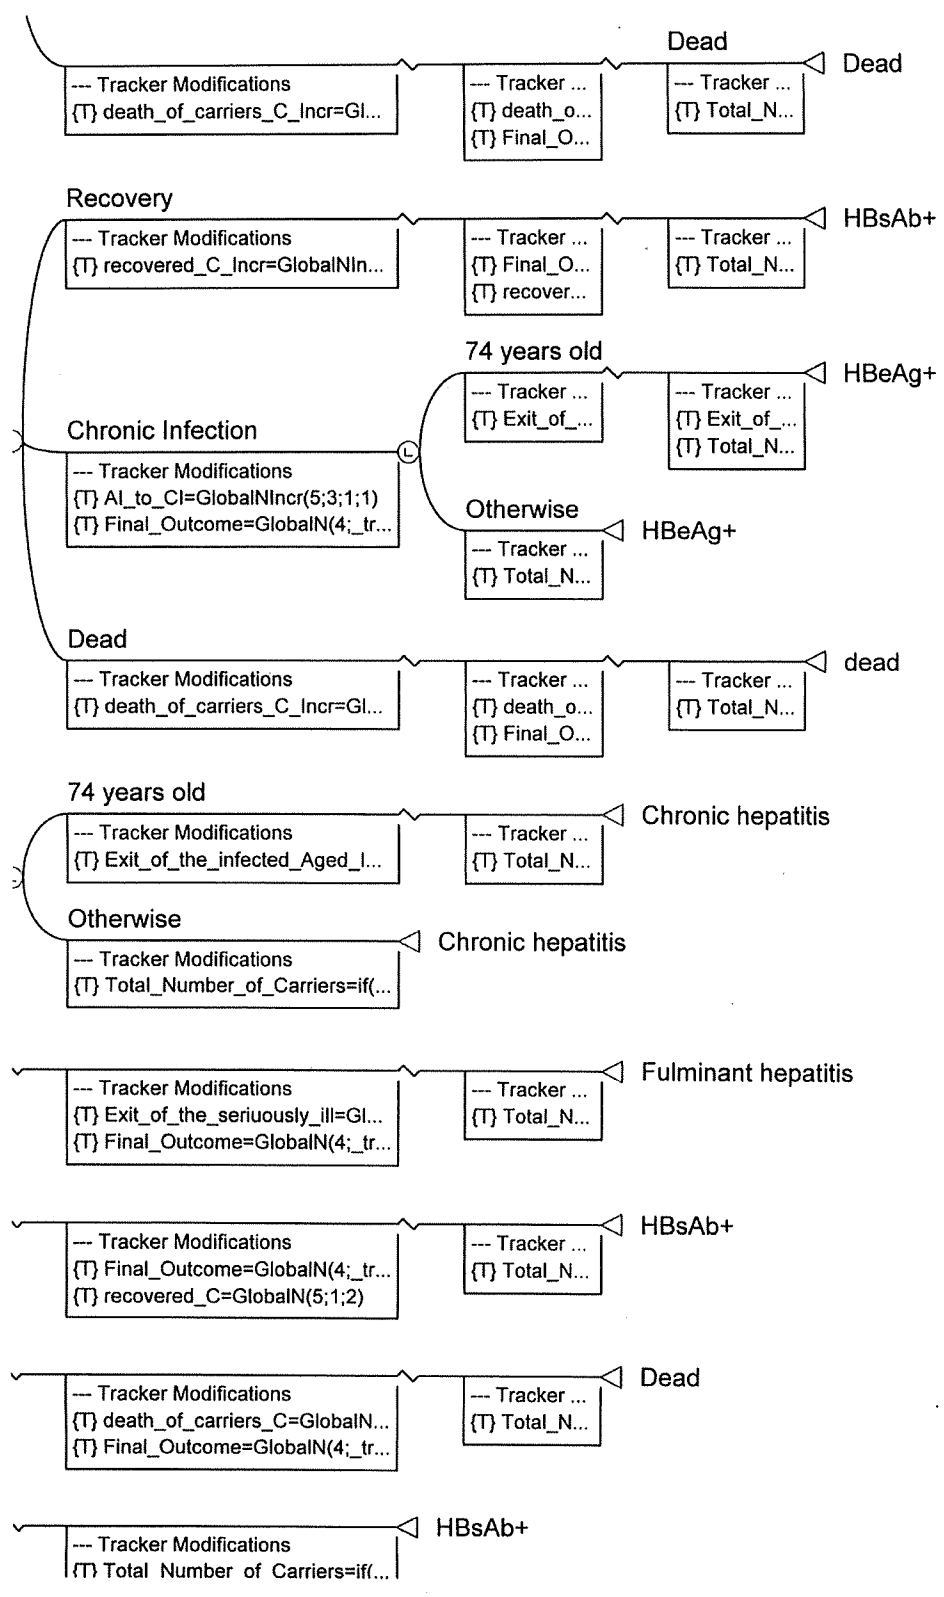 Dead
Dead
--- Tracker Modifications
{T} death_of_carriers_C_Incr=Gl...
--- Tracker ...
{T} death_o...
{T} Final_O...
--- Tracker ...
{T} Total_N...
Recovery
HBsAb+
--- Tracker Modifications
{T} recovered_C_Incr=GlobalNIn...
--- Tracker ...
{T} Final_O...
{T} recover...
--- Tracker ...
{T} Total_N...
74 years old
HBeAg+
--- Tracker ...
{T} Exit_of_...
--- Tracker ...
{T} Exit_of_...
{T} Total_N...
Chronic Infection
L
--- Tracker Modifications
{T} AI_to_CI=GlobalNIncr(5;3;1;1)
{T} Final_Outcome=GlobalN(4;_tr...
Otherwise
HBeAg+
--- Tracker ...
{T} Total_N...
Dead
dead
--- Tracker Modifications
{T} death_of_carriers_C_Incr=Gl...
--- Tracker ...
{T} death_o...
{T} Final_O...
--- Tracker ...
{T} Total_N...
74 years old
Chronic hepatitis
--- Tracker Modifications
{T} Exit_of_the_infected_Aged_I...
--- Tracker ...
{T} Total_N...
Otherwise
Chronic hepatitis
--- Tracker Modifications
{T} Total_Number_of_Carriers=if(...
Fulminant hepatitis
--- Tracker Modifications
{T} Exit_of_the_seriuously_ill=Gl...
{T} Final_Outcome=GlobalN(4;_tr...
--- Tracker ...
{T} Total_N...
HBsAb+
--- Tracker Modifications
{T} Final_Outcome=GlobalN(4;_tr...
{T} recovered_C=GlobalN(5;1;2)
--- Tracker ...
{T} Total_N...
Dead
--- Tracker Modifications
{T} death_of_carriers_C=GlobalN...
{T} Final_Outcome=GlobalN(4;_tr...
--- Tracker ...
{T} Total_N...
HBsAb+
--- Tracker Modifications
{T} Total_Number_of_Carriers=if(...